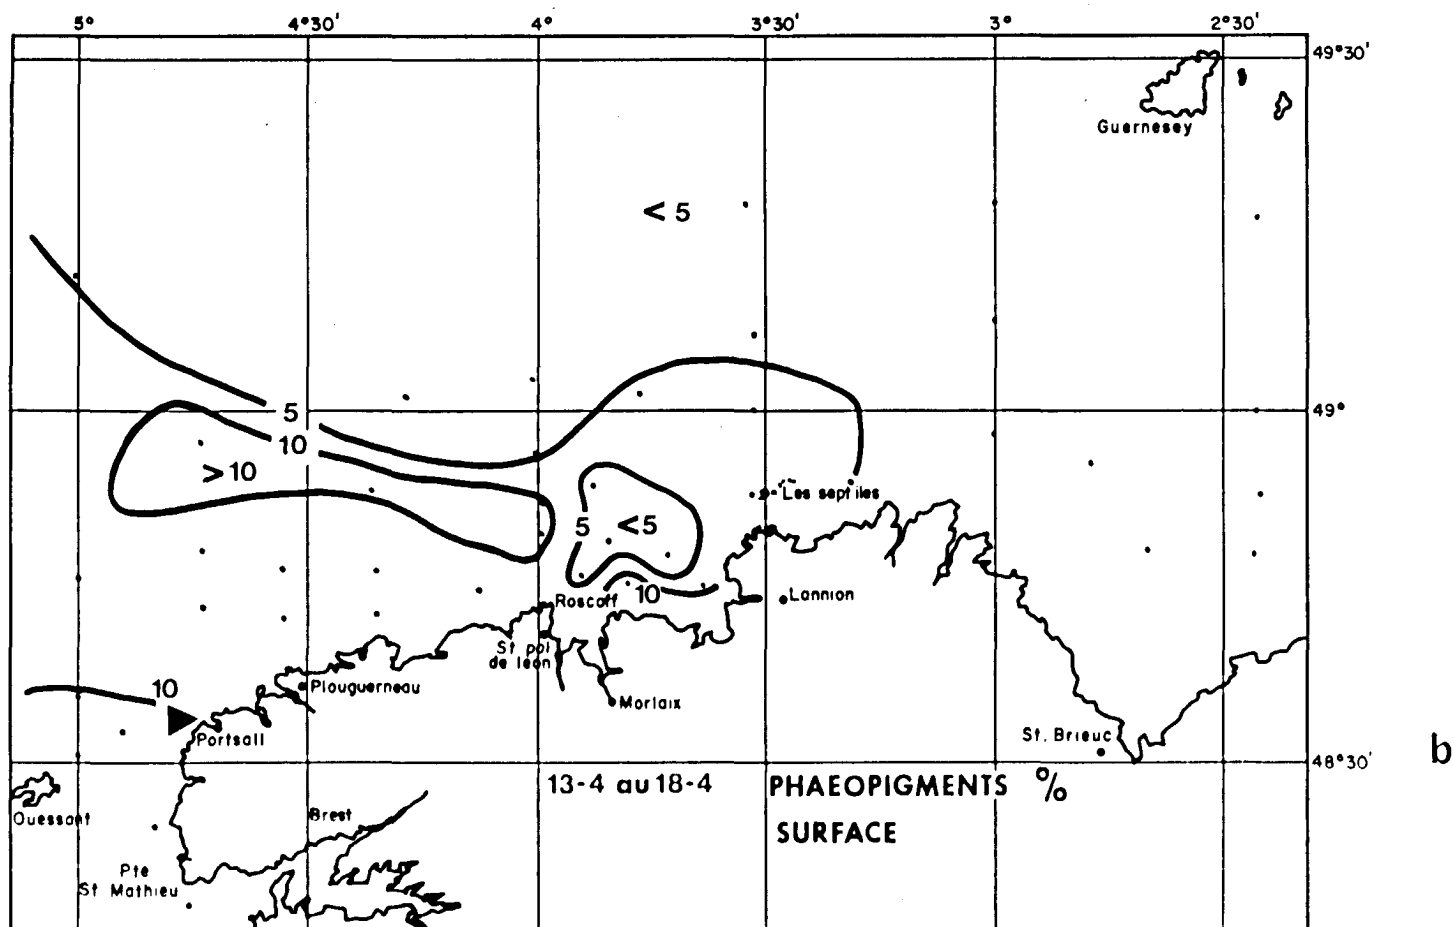 5° 4°30' 4° 3°30' 3° 2°30'
49°30'
Guernesey
< 5
5
49°
10
>10
Les sept iles
5 <5
10
Roscoff
Lannion
St pol
de leon
Plouguerneau
10
Morlaix
Portsall
St. Brieuc
b
48°30'
13-4 au 18-4 PHAEOPIGMENTS %
SURFACE
Ouessant
Brest
Pte
St Mathieu